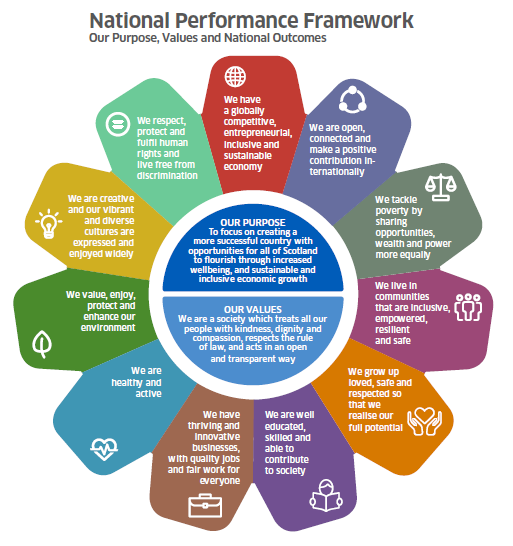 National Performance Framework
Our Purpose, Values and National Outcomes
We have
a globally
competitive,
entrepreneurial,
inclusive and
sustainable
economy
We are open,
connected and
make a positive
contribution in-
ternationally
We tackle
poverty by
sharing
opportunities,
wealth and power
more equally
We live in
communities
that are inclusive,
empowered,
resilient
and safe
We grow up
loved, safe and
respected so
that we
realise our
full potential
We are well
educated,
skilled and
able to
contribute
to society
We have
thriving and
innovative
businesses,
with quality jobs
and fair work for
everyone
We are
healthy and
active
We value, enjoy,
protect and
enhance our
environment
We are creative
and our vibrant
and diverse
cultures are
expressed and
enjoyed widely
We respect,
protect and
fulfil human
rights and
live free from
discrimination
OUR PURPOSE
To focus on creating a
more successful country with
opportunities for all of Scotland
to flourish through increased
wellbeing, and sustainable and
inclusive economic growth
OUR VALUES
We are a society which treats all our
people with kindness, dignity and
compassion, respects the rule
of law, and acts in an open
and transparent way